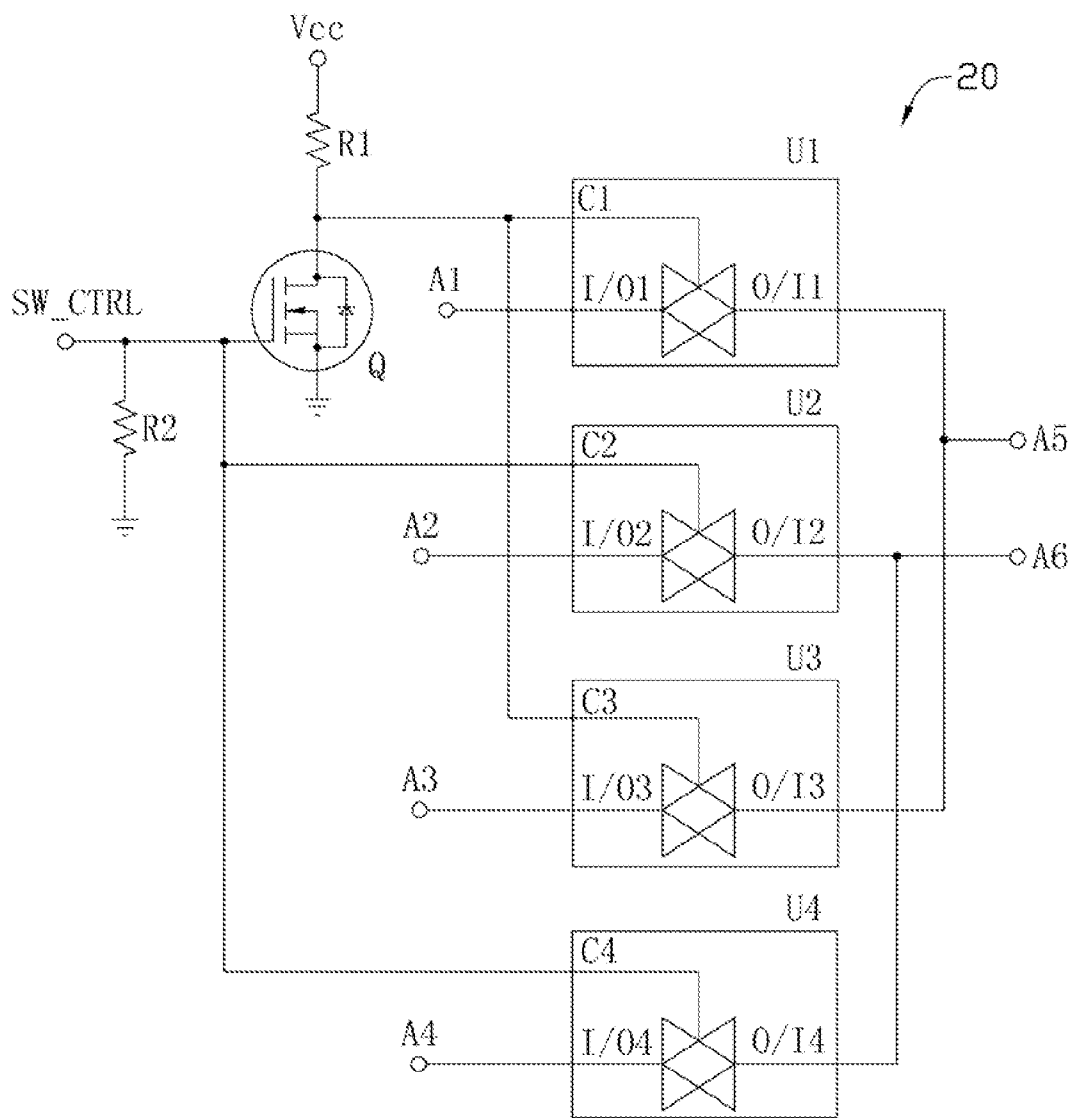 Vcc
20
R1
U1
C1
A1
I/O1
O/I1
SW_CTRL
Q
R2
U2
C2
A5
A2
I/O2
O/I2
A6
U3
C3
A3
I/O3
O/I3
U4
C4
A4
I/O4
O/I4